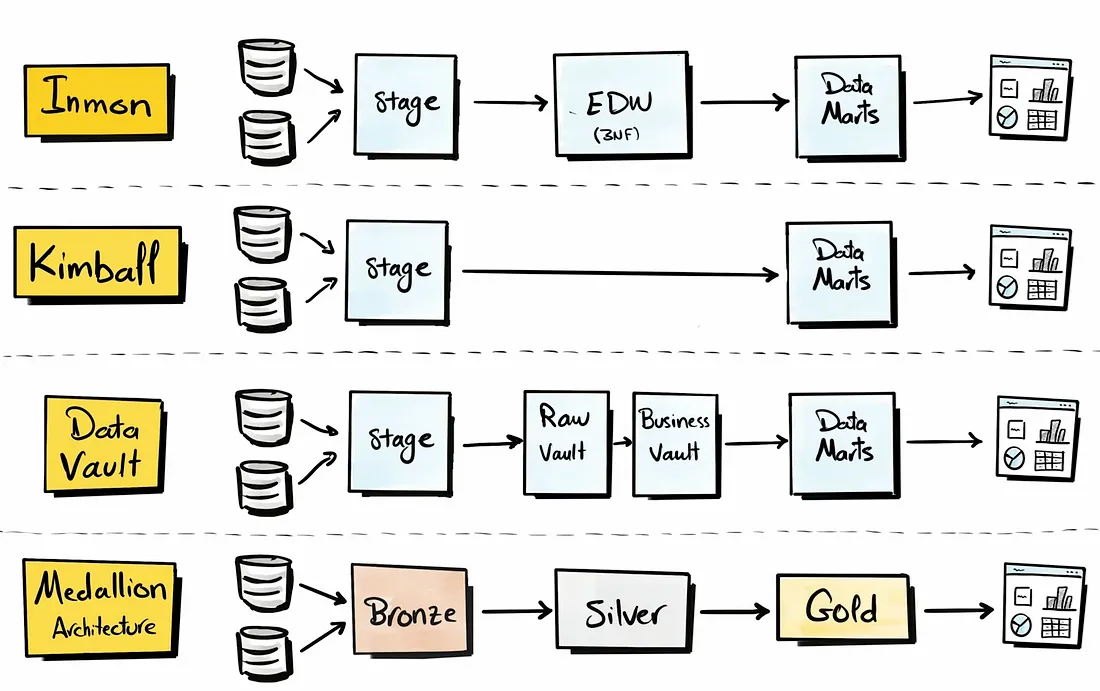 Inmon
Stage
EDW
(3NF)
Data
Marts
Kimball
Stage
Data
Marts
Data
Vault
Stage
Raw
Vault
Business
Vault
Data
Marts
Medallion
Architecture
Bronze
Silver
Gold